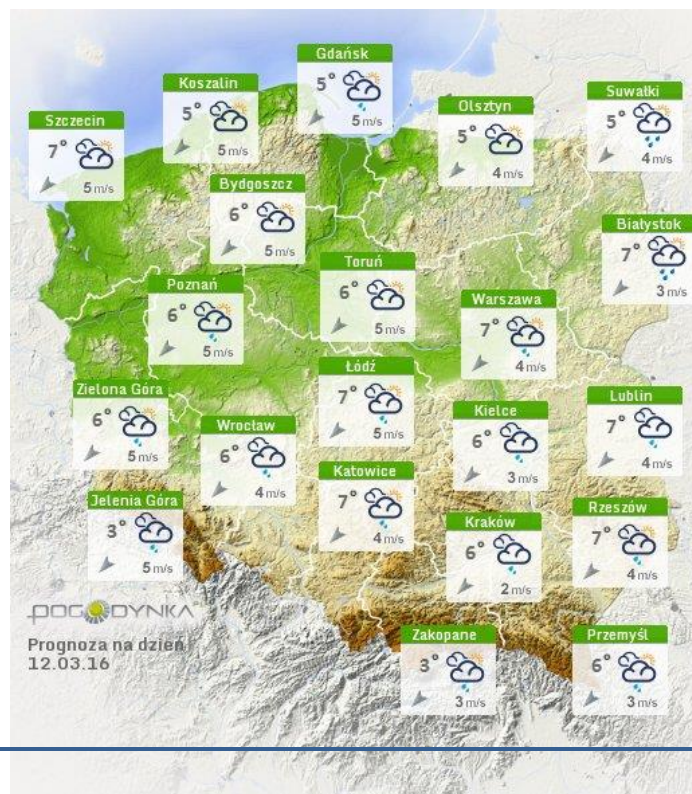 Gdańsk
5°
5 m/s
Koszalin
5°
5 m/s
Suwałki
5°
4 m/s
Olsztyn
5°
4 m/s
Szczecin
7°
5 m/s
Bydgoszcz
6°
5 m/s
Białystok
7°
3 m/s
Toruń
6°
5 m/s
Poznań
6°
5 m/s
Warszawa
7°
4 m/s
Łódź
7°
5 m/s
Zielona Góra
6°
5 m/s
Lublin
7°
4 m/s
Kielce
6°
3 m/s
Wrocław
6°
4 m/s
Katowice
7°
4 m/s
Jelenia Góra
3°
5 m/s
Rzeszów
7°
4 m/s
Kraków
6°
2 m/s
POGODYNKA
Prognoza na dzień
12.03.16
Zakopane
3°
3 m/s
Przemyśl
6°
3 m/s